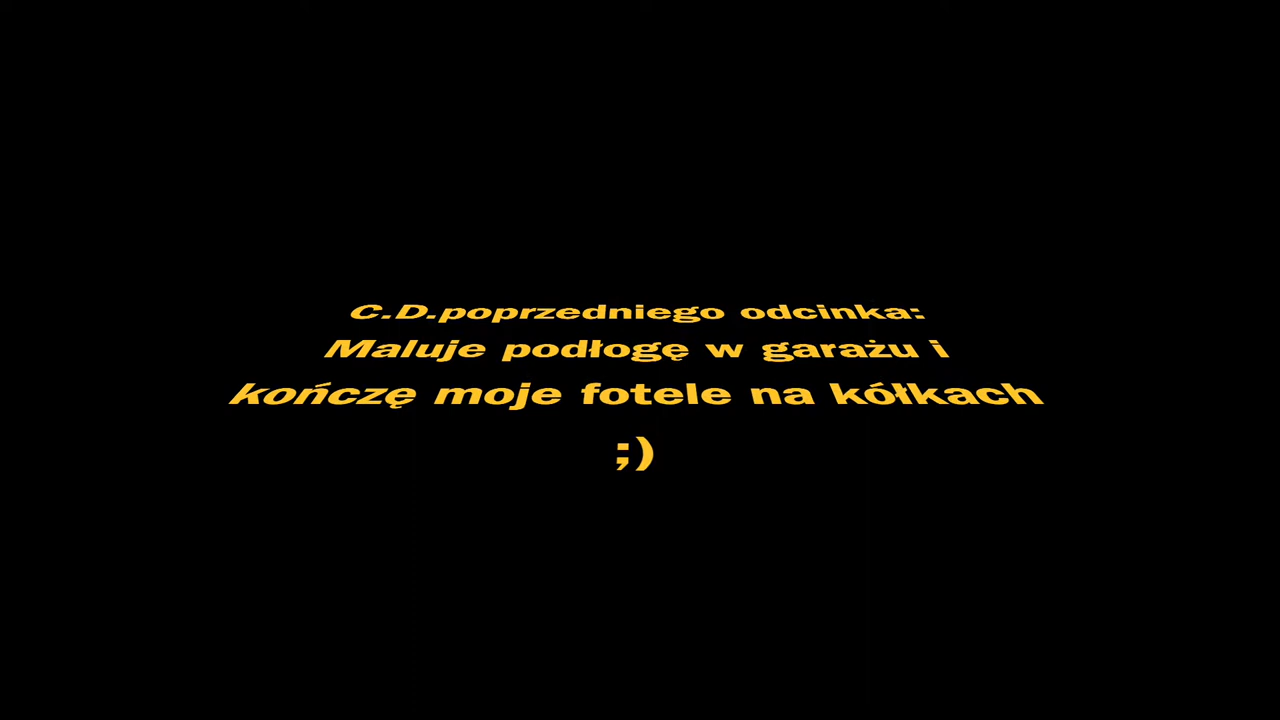 C.D.poprzedniego odcinka:
Maluje podłogę w garażu i
kończę moje fotele na kółkach
;)